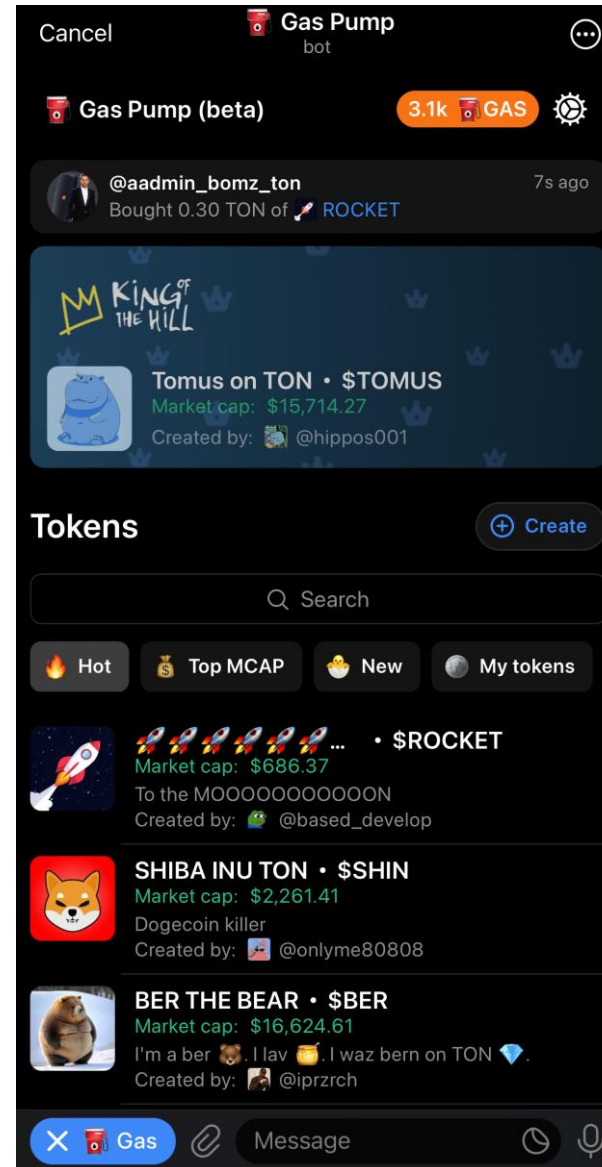 Cancel
Gas Pump
bot
Gas Pump (beta)
3.1k GAS
@aadmin_bomz_ton
7s ago
Bought 0.30 TON of ROCKET
KING OF
THE HILL
Tomus on TON • $TOMUS
Market cap: $15,714.27
Created by: @hippos001
Tokens
Create
Search
Hot
Top MCAP
New
My tokens
🚀🚀🚀🚀🚀🚀... • $ROCKET
Market cap: $686.37
To the MOOOOOOOOOOON
Created by: @based_develop
SHIBA INU TON • $SHIN
Market cap: $2,261.41
Dogecoin killer
Created by: @onlyme80808
BER THE BEAR • $BER
Market cap: $16,624.61
I'm a ber 🐻. I lav 🍯. I waz bern on TON 💎.
Created by: @iprzrch
Gas
Message